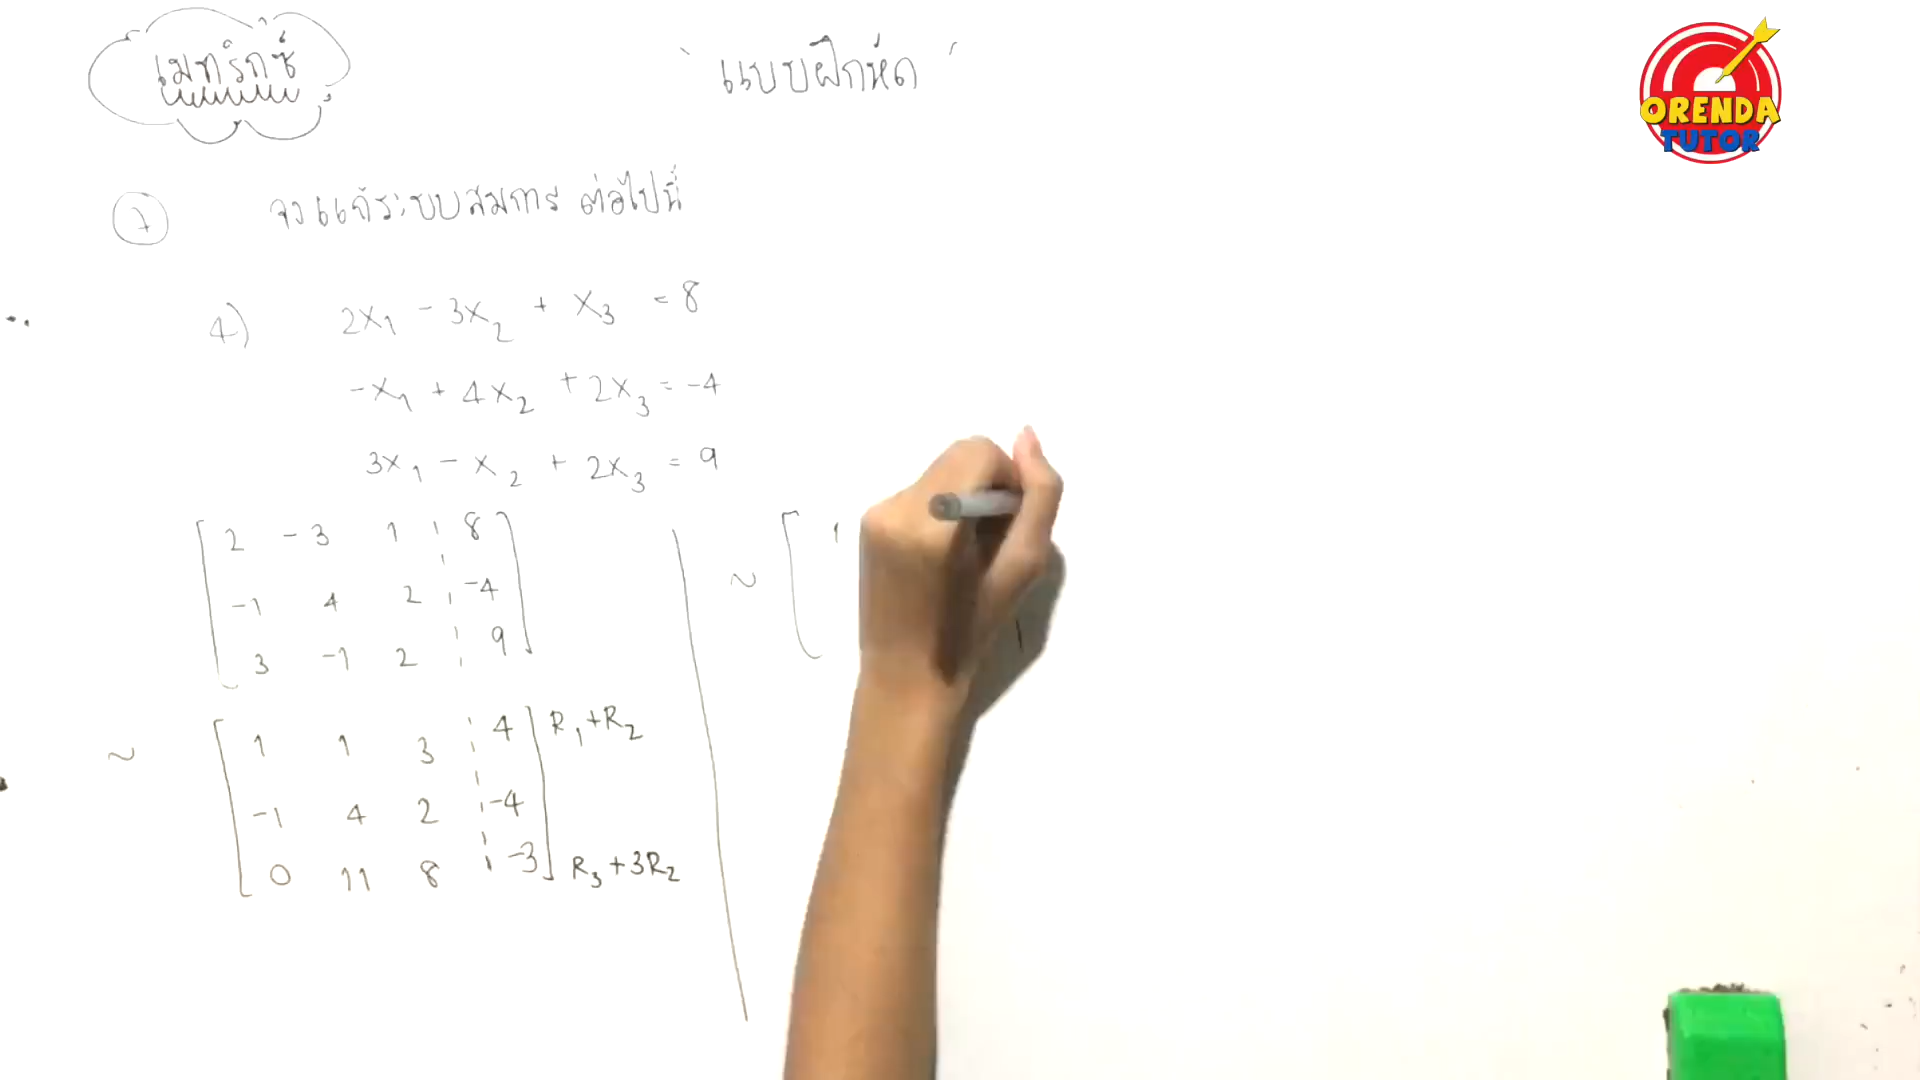 เมทริกซ์
" แบบฝึกหัด "
ORENDA
TUTOR
7 จงแก้ระบบสมการ ต่อไปนี้
4) 2x₁ - 3x₂ + x₃ = 8
-x₁ + 4x₂ + 2x₃ = -4
3x₁ - x₂ + 2x₃ = 9
2 -3 1 8
-1 4 2 -4
3 -1 2 9
~ 1 1 3 4 R₁+R₂
-1 4 2 -4
0 11 8 -3 R₃+3R₂
~ 1